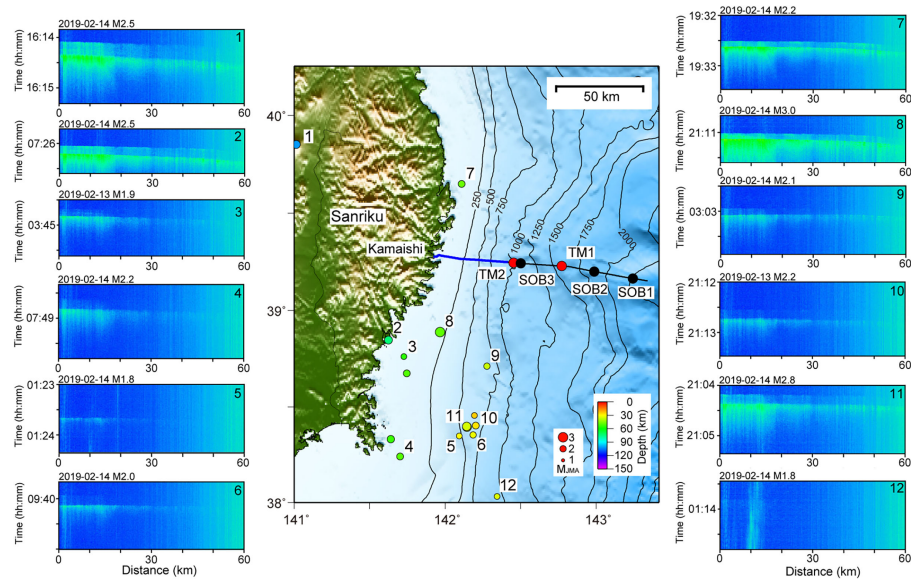 2019-02-14 M2.5
1
16:14
16:15
Time (hh:mm)
0
30
60
2019-02-14 M2.5
2
07:26
Time (hh:mm)
0
30
60
2019-02-13 M1.9
3
03:45
Time (hh:mm)
0
30
60
2019-02-14 M2.2
4
07:49
Time (hh:mm)
0
30
60
2019-02-14 M1.8
5
01:23
01:24
Time (hh:mm)
0
30
60
2019-02-14 M2.0
6
09:40
Time (hh:mm)
0
30
60
Distance (km)
40°
39°
38°
141°
142°
143°
50 km
1
7
Sanriku
Kamaishi
250
500
750
1000
1250
1500
1750
2000
TM1
TM2
SOB3
SOB2
SOB1
2
3
8
9
11
10
5
6
4
12
3
2
1
MJMA
0
30
60
90
120
150
Depth (km)
2019-02-14 M2.2
7
19:32
19:33
Time (hh:mm)
0
30
60
2019-02-14 M3.0
8
21:11
Time (hh:mm)
0
30
60
2019-02-14 M2.1
9
03:03
Time (hh:mm)
0
30
60
2019-02-13 M2.2
10
21:12
21:13
Time (hh:mm)
0
30
60
2019-02-14 M2.8
11
21:04
21:05
Time (hh:mm)
0
30
60
2019-02-14 M1.8
12
01:14
Time (hh:mm)
0
30
60
Distance (km)